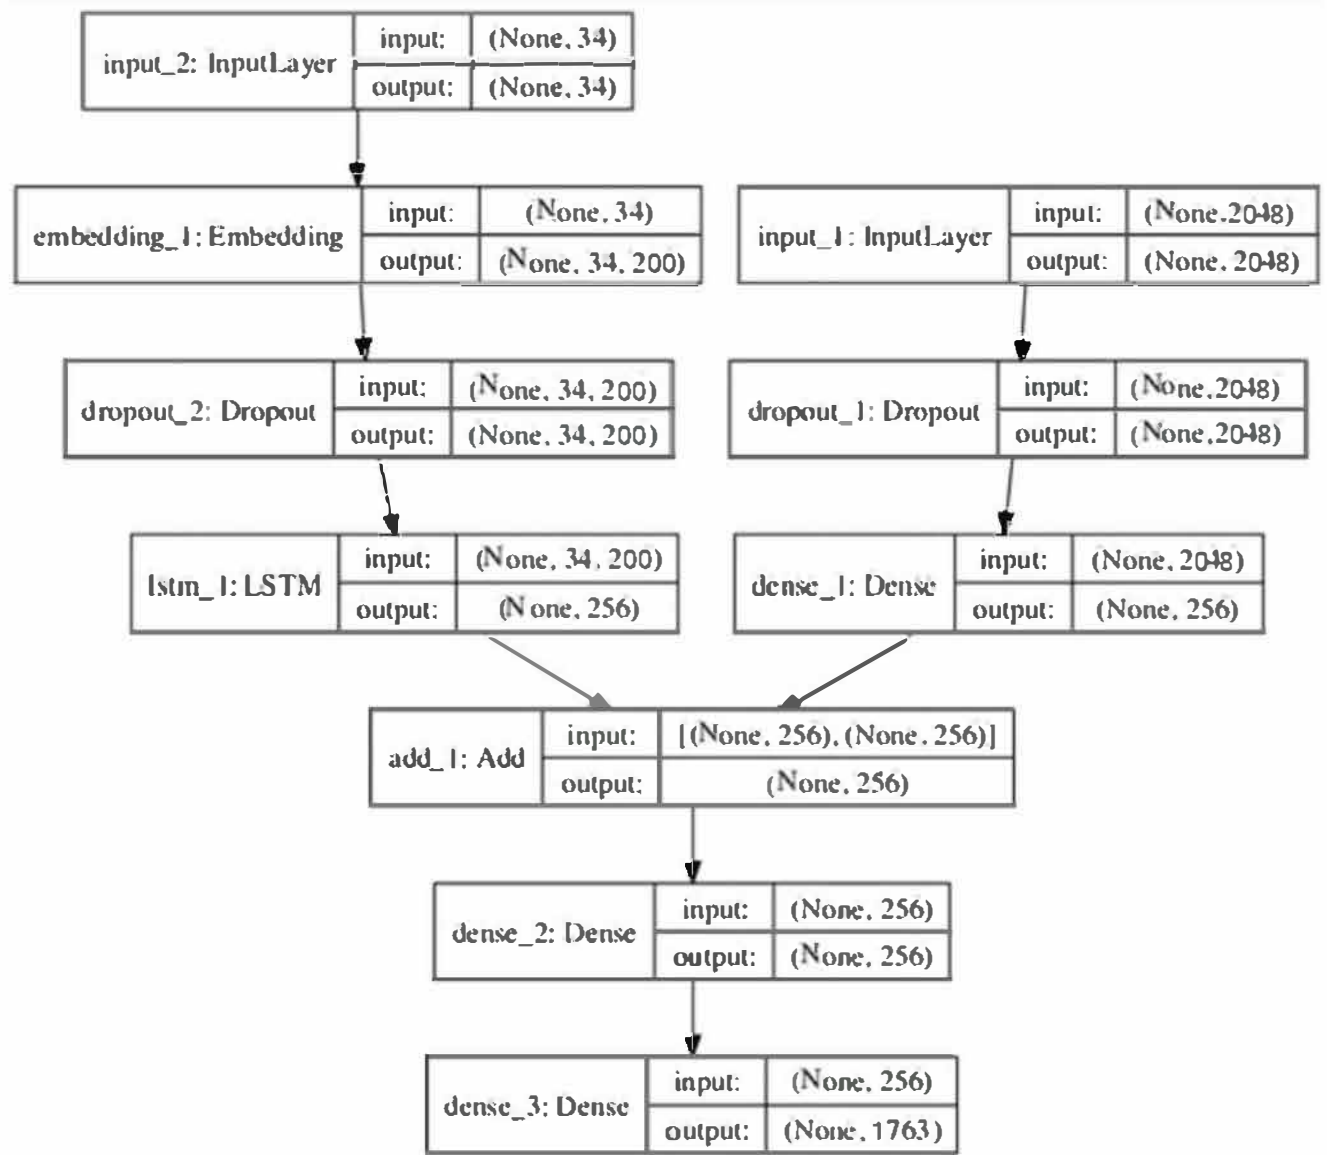 input_2: InputLayer
input: (None, 34)
output: (None, 34)
embedding_1: Embedding
input: (None, 34)
output: (None, 34, 200)
input_1: InputLayer
input: (None, 2048)
output: (None, 2048)
dropout_2: Dropout
input: (None, 34, 200)
output: (None, 34, 200)
dropout_1: Dropout
input: (None, 2048)
output: (None, 2048)
lstm_1: LSTM
input: (None, 34, 200)
output: (None, 256)
dense_1: Dense
input: (None, 2048)
output: (None, 256)
add_1: Add
input: [(None, 256), (None, 256)]
output: (None, 256)
dense_2: Dense
input: (None, 256)
output: (None, 256)
dense_3: Dense
input: (None, 256)
output: (None, 1763)